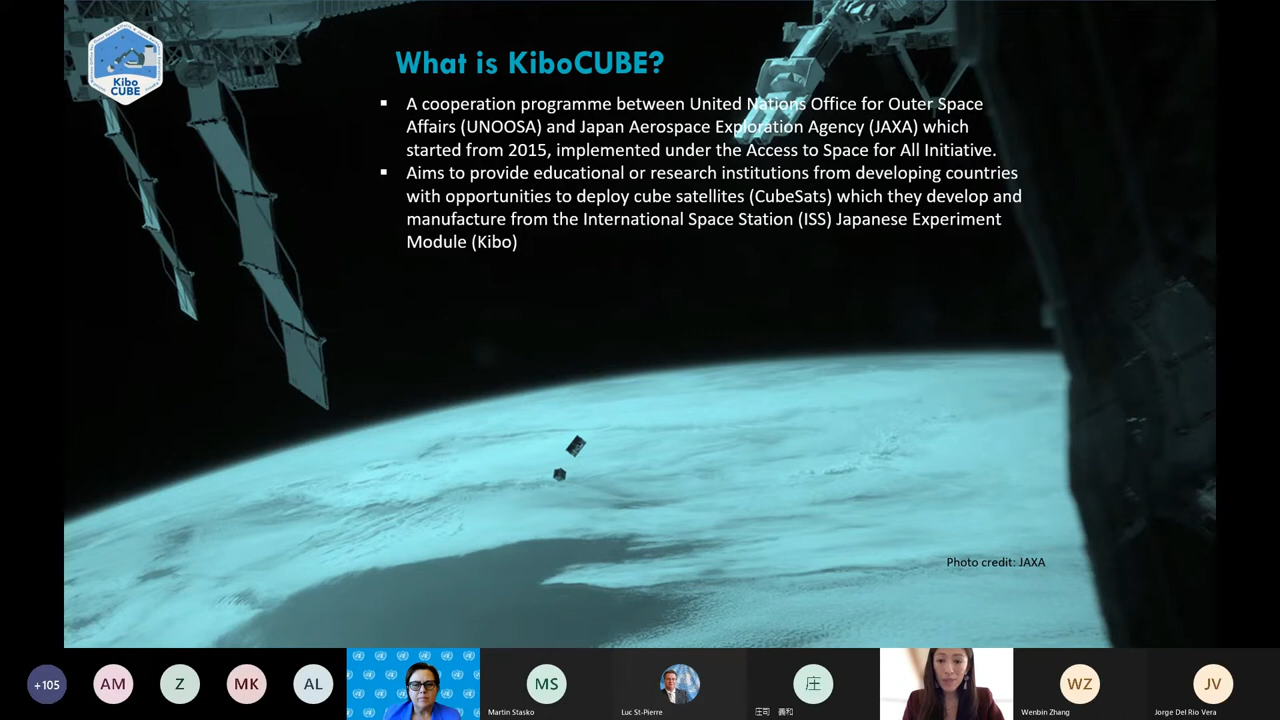 Kibo
CUBE
What is KiboCUBE?
▪ A cooperation programme between United Nations Office for Outer Space
Affairs (UNOOSA) and Japan Aerospace Exploration Agency (JAXA) which
started from 2015, implemented under the Access to Space for All Initiative.
▪ Aims to provide educational or research institutions from developing countries
with opportunities to deploy cube satellites (CubeSats) which they develop and
manufacture from the International Space Station (ISS) Japanese Experiment
Module (Kibo)
Photo credit: JAXA
+105
AM
Z
MK
AL
MS
Martin Stasko
Luc St-Pierre
庄
庄司 義和
WZ
Wenbin Zhang
JV
Jorge Del Rio Vera